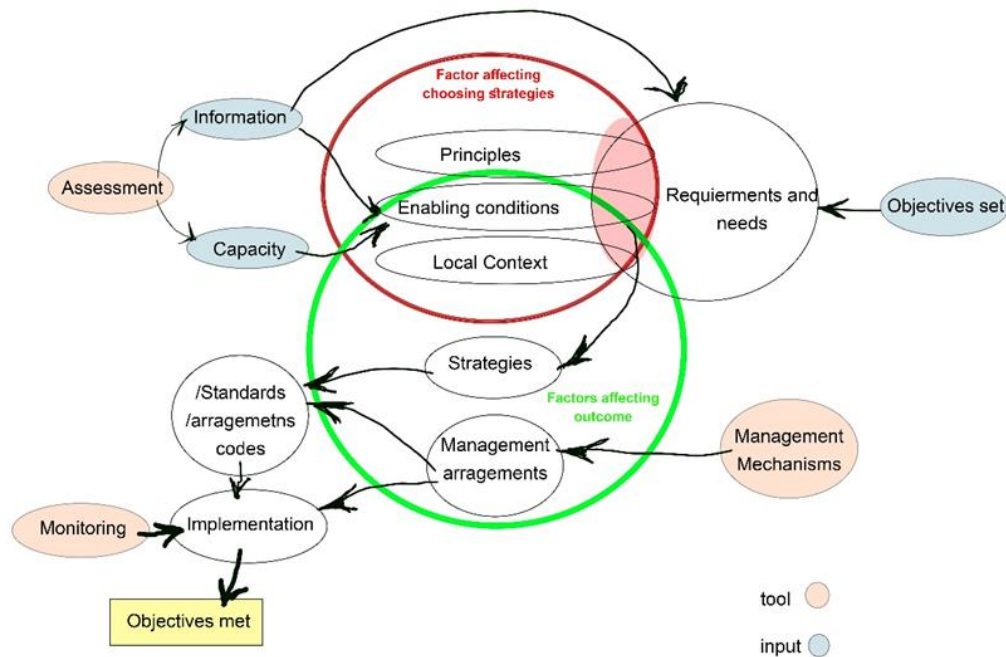 Factor affecting
choosing strategies
Information
Principles
Assessment
Enabling conditions
Requierments and
needs
Objectives set
Capacity
Local Context
Strategies
/Standards
/arragemetns
codes
Factors affecting
outcome
Management
arragements
Management
Mechanisms
Monitoring
Implementation
Objectives met
tool
input